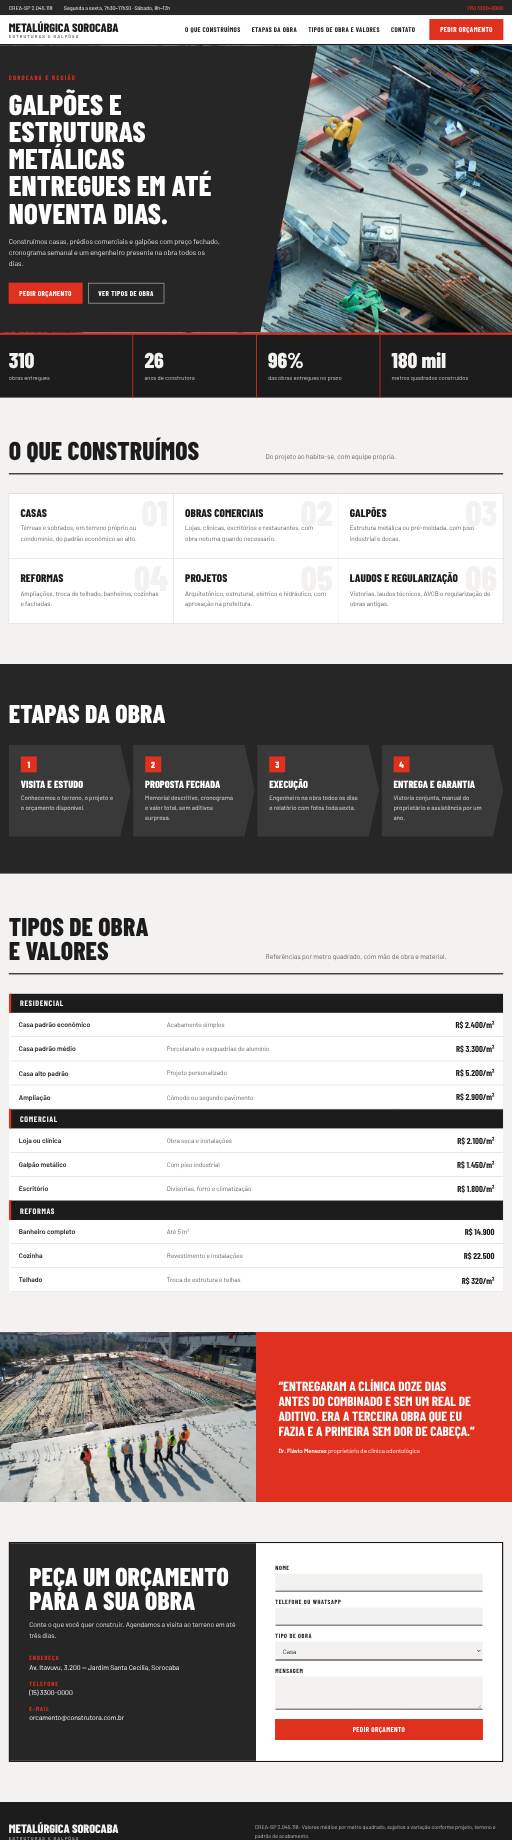 CREA-SP 2.045.118 Segunda a sexta, 7h30–17h30 · Sábado, 8h–12h (15) 3300-0000
METALÚRGICA SOROCABA
ESTRUTURAS E GALPÕES
O QUE CONSTRUÍMOS ETAPAS DA OBRA TIPOS DE OBRA E VALORES CONTATO PEDIR ORÇAMENTO
SOROCABA E REGIÃO
GALPÕES E
ESTRUTURAS
METÁLICAS
ENTREGUES EM ATÉ
NOVENTA DIAS.
Construímos casas, prédios comerciais e galpões com preço fechado,
cronograma semanal e um engenheiro presente na obra todos os
dias.
PEDIR ORÇAMENTO VER TIPOS DE OBRA
310
obras entregues
26
anos de construtora
96%
das obras entregues no prazo
180 mil
metros quadrados construídos
O QUE CONSTRUÍMOS
Do projeto ao habite-se, com equipe própria.
01
CASAS
Térreas e sobrados, em terreno próprio ou
condomínio, do padrão econômico ao alto.
02
OBRAS COMERCIAIS
Lojas, clínicas, escritórios e restaurantes, com
obra noturna quando necessário.
03
GALPÕES
Estrutura metálica ou pré-moldada, com piso
industrial e docas.
04
REFORMAS
Ampliações, troca de telhado, banheiros, cozinhas
e fachadas.
05
PROJETOS
Arquitetônico, estrutural, elétrico e hidráulico, com
aprovação na prefeitura.
06
LAUDOS E REGULARIZAÇÃO
Vistorias, laudos técnicos, AVCB e regularização de
obras antigas.
ETAPAS DA OBRA
1
VISITA E ESTUDO
Conhecemos o terreno, o projeto e
o orçamento disponível.
2
PROPOSTA FECHADA
Memorial descritivo, cronograma
e valor total, sem aditivos
surpresa.
3
EXECUÇÃO
Engenheiro na obra todos os dias
e relatório com fotos toda sexta.
4
ENTREGA E GARANTIA
Vistoria conjunta, manual do
proprietário e assistência por um
ano.
TIPOS DE OBRA
E VALORES
Referências por metro quadrado, com mão de obra e material.
RESIDENCIAL
Casa padrão econômico Acabamento simples R$ 2.400/m²
Casa padrão médio Porcelanato e esquadrias de alumínio R$ 3.300/m²
Casa alto padrão Projeto personalizado R$ 5.200/m²
Ampliação Cômodo ou segundo pavimento R$ 2.900/m²
COMERCIAL
Loja ou clínica Obra seca e instalações R$ 2.100/m²
Galpão metálico Com piso industrial R$ 1.450/m²
Escritório Divisórias, forro e climatização R$ 1.800/m²
REFORMAS
Banheiro completo Até 5 m² R$ 14.900
Cozinha Revestimento e instalações R$ 22.500
Telhado Troca de estrutura e telhas R$ 320/m²
“ENTREGARAM A CLÍNICA DOZE DIAS
ANTES DO COMBINADO E SEM UM REAL DE
ADITIVO. ERA A TERCEIRA OBRA QUE EU
FAZIA E A PRIMEIRA SEM DOR DE CABEÇA.”
Dr. Flávio Menezes proprietário de clínica odontológica
PEÇA UM ORÇAMENTO
PARA A SUA OBRA
Conte o que você quer construir. Agendamos a visita ao terreno em até
três dias.
ENDEREÇO
Av. Itavuvu, 3.200 — Jardim Santa Cecília, Sorocaba
TELEFONE
(15) 3300-0000
E-MAIL
orcamento@construtora.com.br
NOME
TELEFONE OU WHATSAPP
TIPO DE OBRA
Casa
MENSAGEM
PEDIR ORÇAMENTO
METALÚRGICA SOROCABA
ESTRUTURAS E GALPÕES
CREA-SP 2.045.118 · Valores médios por metro quadrado, sujeitos a variação conforme projeto, terreno e
padrão de acabamento.